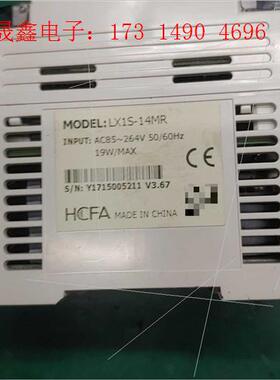 晟鑫电子：173 1490 4696
MODEL:LX1S-14MR
INPUT: AC85~264V 50/60Hz
19W/MAX
CE
S/N: Y1715005211 V3.67
HCFA MADE IN CHINA